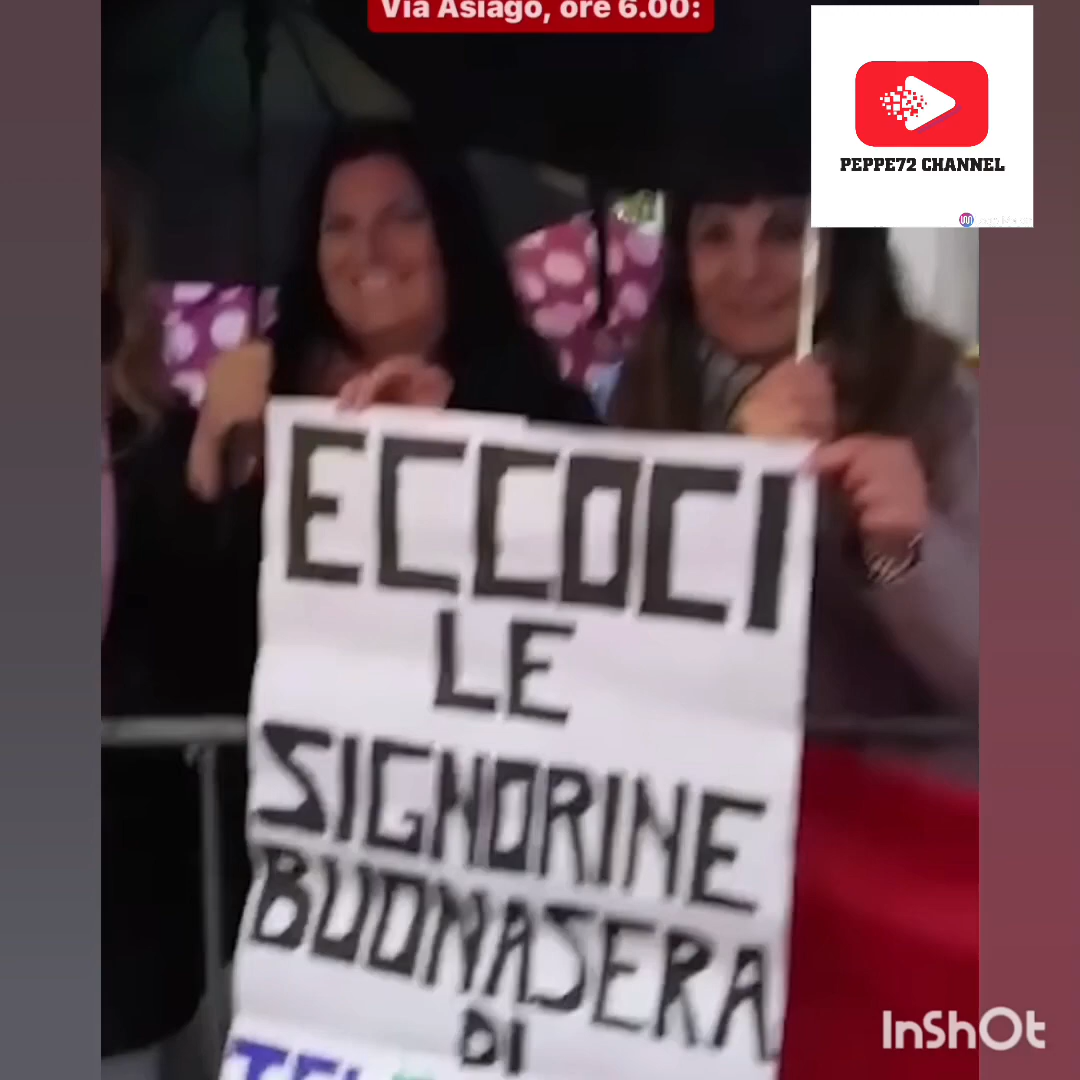 Via Asiago, ore 6.00:
PEPPE72 CHANNEL
ECCOCI
LE
SIGNORINE
BUONASERA
DI
InShOt